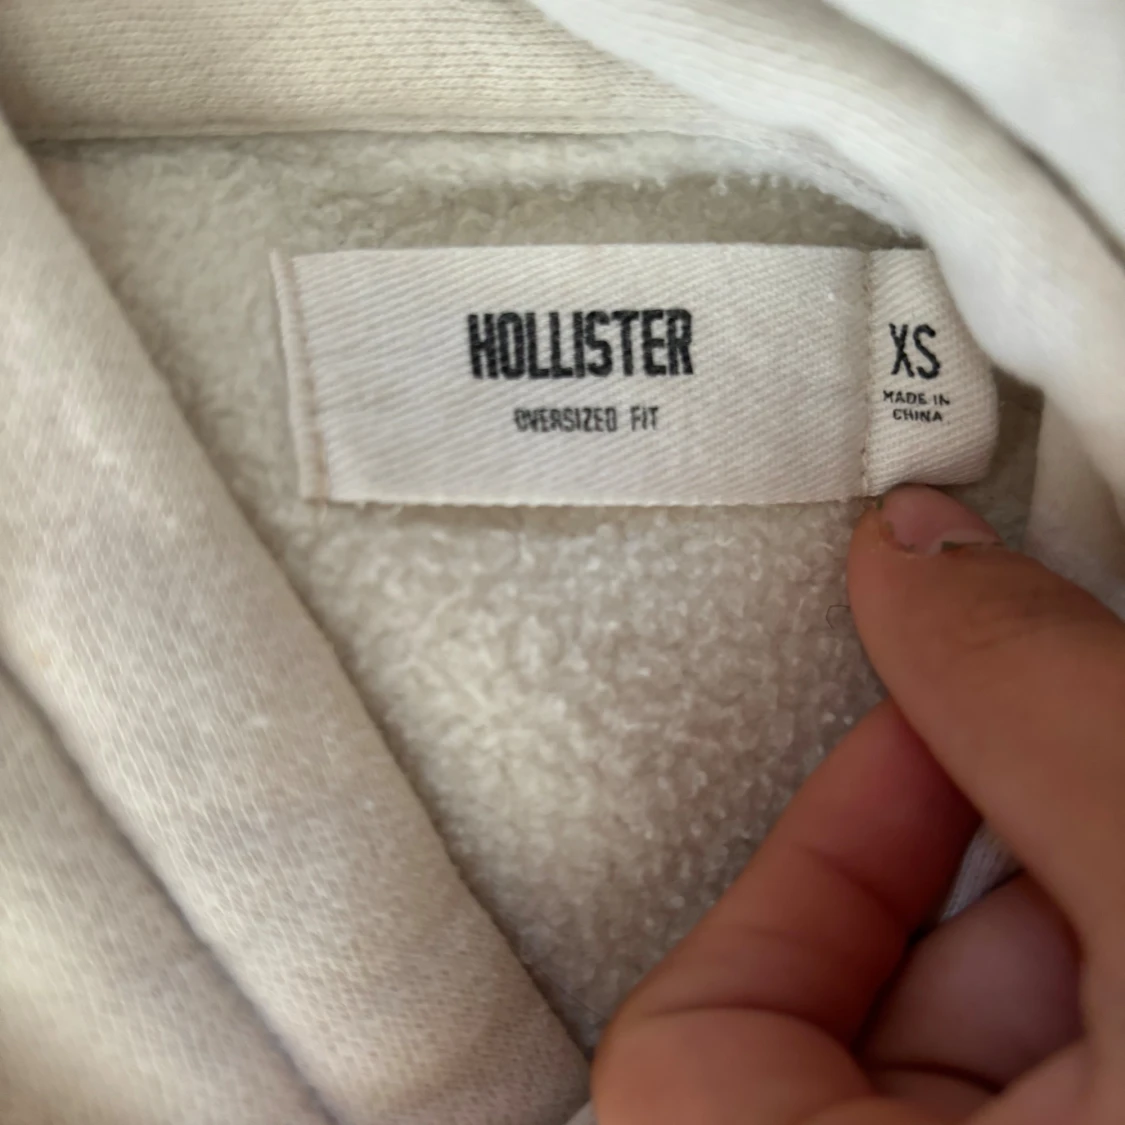 HOLLISTER
OVERSIZED FIT
XS
MADE IN
CHINA